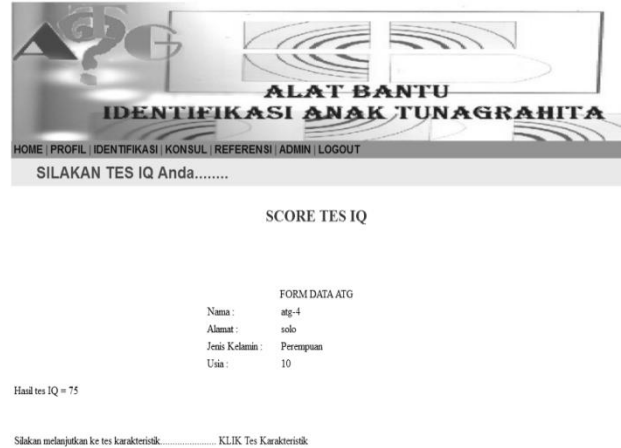 ATG
ALAT BANTU
IDENTIFIKASI ANAK TUNAGRAHITA
HOME | PROFIL | IDENTIFIKASI | KONSUL | REFERENSI | ADMIN | LOGOUT
SILAKAN TES IQ Anda........
SCORE TES IQ
FORM DATA ATG
Nama : atg-4
Alamat : solo
Jenis Kelamin : Perempuan
Usia : 10
Hasil tes IQ = 75
Silakan melanjutkan ke tes karakteristik....................... KLIK Tes Karakteristik